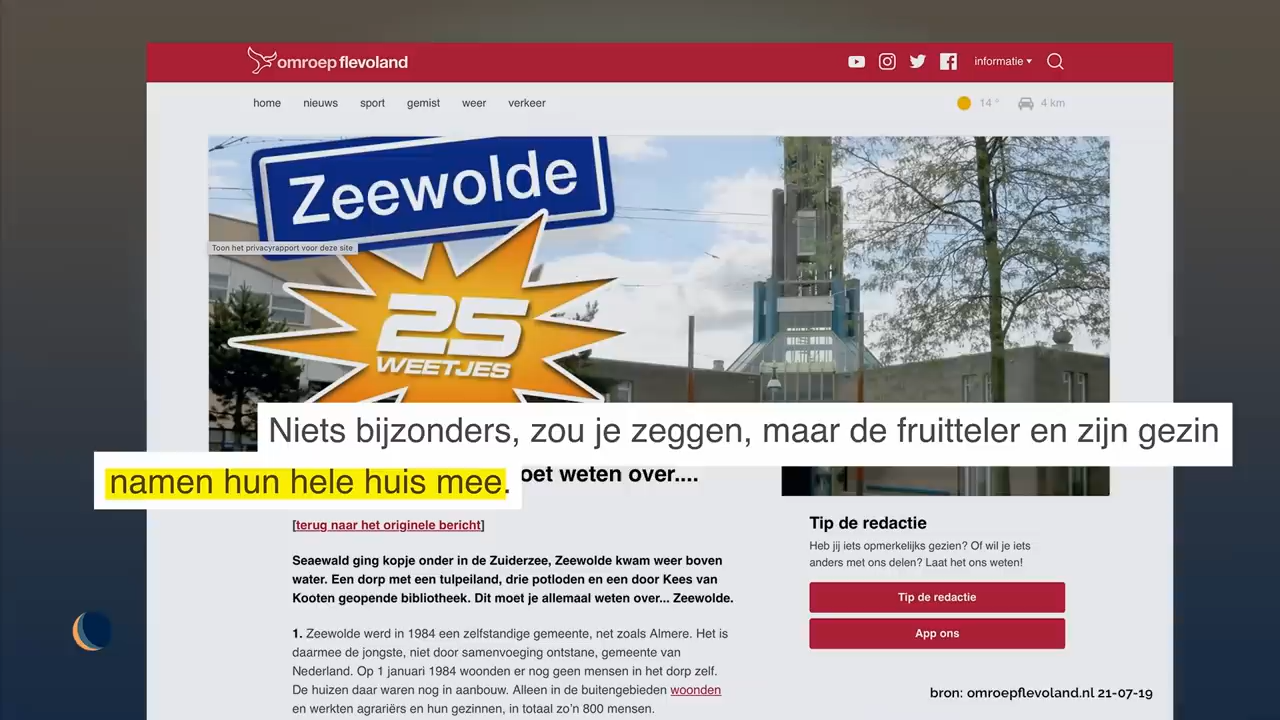 omroep flevoland
informatie
home nieuws sport gemist weer verkeer
14 °
4 km
Zeewolde
Toon het privacyrapport voor deze site
25
WEETJES
Niets bijzonders, zou je zeggen, maar de fruitteler en zijn gezin
namen hun hele huis mee.
oet weten over....
[terug naar het originele bericht]
Seaewald ging kopje onder in de Zuiderzee, Zeewolde kwam weer boven
water. Een dorp met een tulpeiland, drie potloden en een door Kees van
Kooten geopende bibliotheek. Dit moet je allemaal weten over... Zeewolde.
1. Zeewolde werd in 1984 een zelfstandige gemeente, net zoals Almere. Het is
daarmee de jongste, niet door samenvoeging ontstane, gemeente van
Nederland. Op 1 januari 1984 woonden er nog geen mensen in het dorp zelf.
De huizen daar waren nog in aanbouw. Alleen in de buitengebieden woonden
en werkten agrariërs en hun gezinnen, in totaal zo'n 800 mensen.
Tip de redactie
Heb jij iets opmerkelijks gezien? Of wil je iets
anders met ons delen? Laat het ons weten!
Tip de redactie
App ons
bron: omroepflevoland.nl 21-07-19